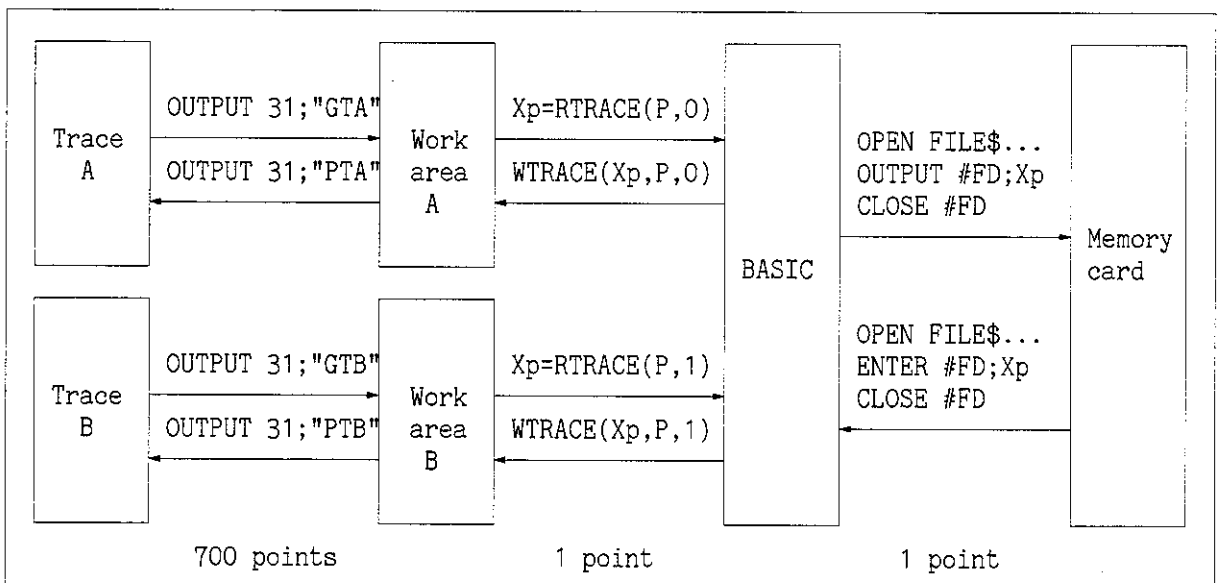 Trace
A
OUTPUT 31;"GTA"
OUTPUT 31;"PTA"
Work
area
A
Xp=RTRACE(P,0)
WTRACE(Xp,P,0)
BASIC
OPEN FILE$...
OUTPUT #FD;Xp
CLOSE #FD
Memory
card
Trace
B
OUTPUT 31;"GTB"
OUTPUT 31;"PTB"
Work
area
B
Xp=RTRACE(P,1)
WTRACE(Xp,P,1)
OPEN FILE$...
ENTER #FD;Xp
CLOSE #FD
700 points
1 point
1 point